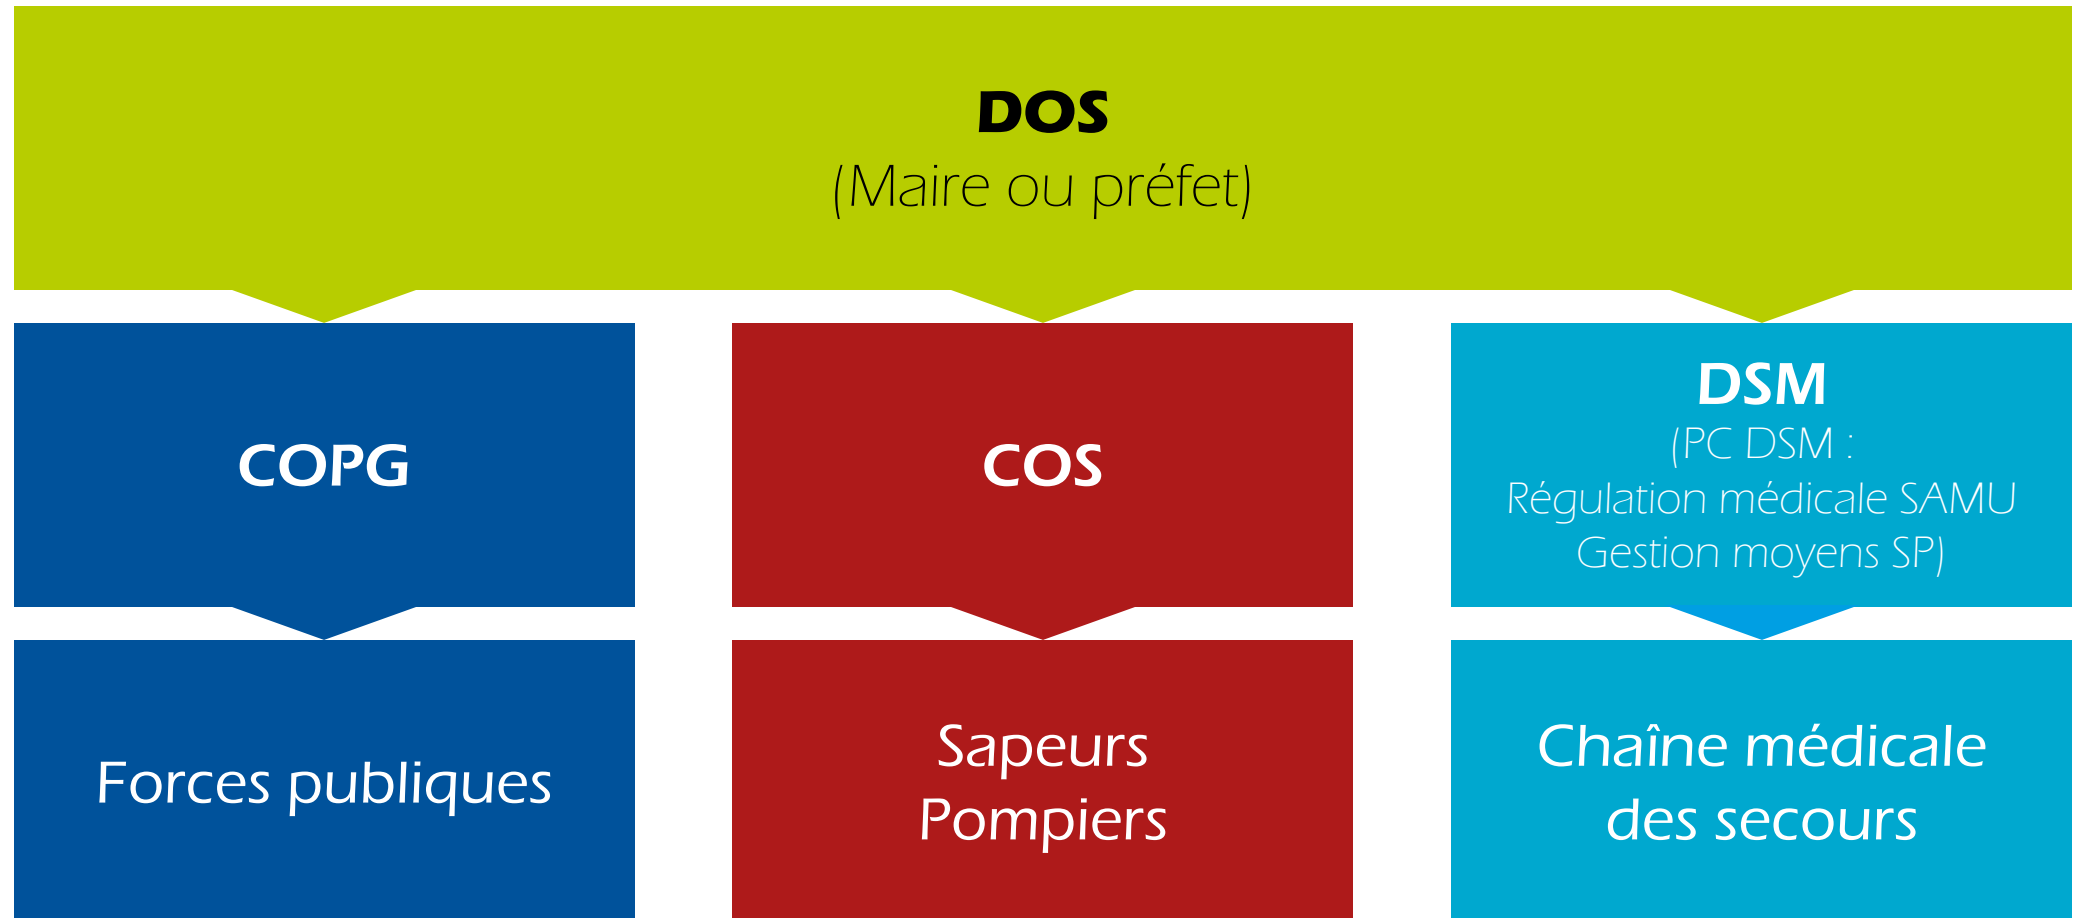 DOS
(Maire ou préfet)
COPG
COS
DSM
(PC DSM :
Régulation médicale SAMU
Gestion moyens SP)
Forces publiques
Sapeurs
Pompiers
Chaîne médicale
des secours